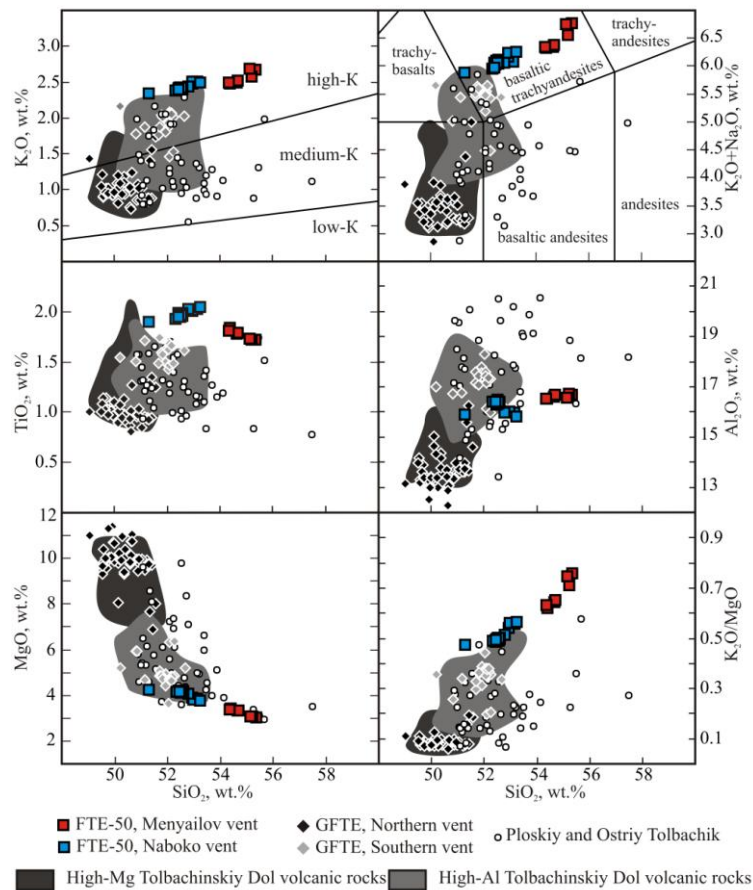 3.0
2.5
2.0
1.5
1.0
0.5
K₂O, wt.%
high-K
medium-K
low-K
trachy-
basalts
basaltic
trachyandesites
trachy-
andesites
basaltic andesites
andesites
6.5
6.0
5.5
5.0
4.5
4.0
3.5
3.0
K₂O+Na₂O, wt.%
2.0
1.5
1.0
0.5
TiO₂, wt.%
21
19
17
15
13
Al₂O₃, wt.%
12
10
8
6
4
2
MgO, wt.%
0.9
0.7
0.5
0.3
0.1
K₂O/MgO
50 52 54 56 58
SiO₂, wt.%
50 52 54 56 58
SiO₂, wt.%
FTE-50, Menyailov vent
GFTE, Northern vent
Ploskiy and Ostriy Tolbachik
FTE-50, Naboko vent
GFTE, Southern vent
High-Mg Tolbachinskiy Dol volcanic rocks
High-Al Tolbachinskiy Dol volcanic rocks